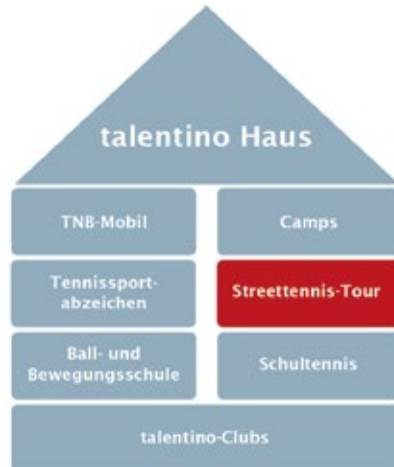 talentino Haus
TNB-Mobil
Camps
Tennissport-
abzeichen
Streettennis-Tour
Ball- und
Bewegungsschule
Schultennis
talentino-Clubs